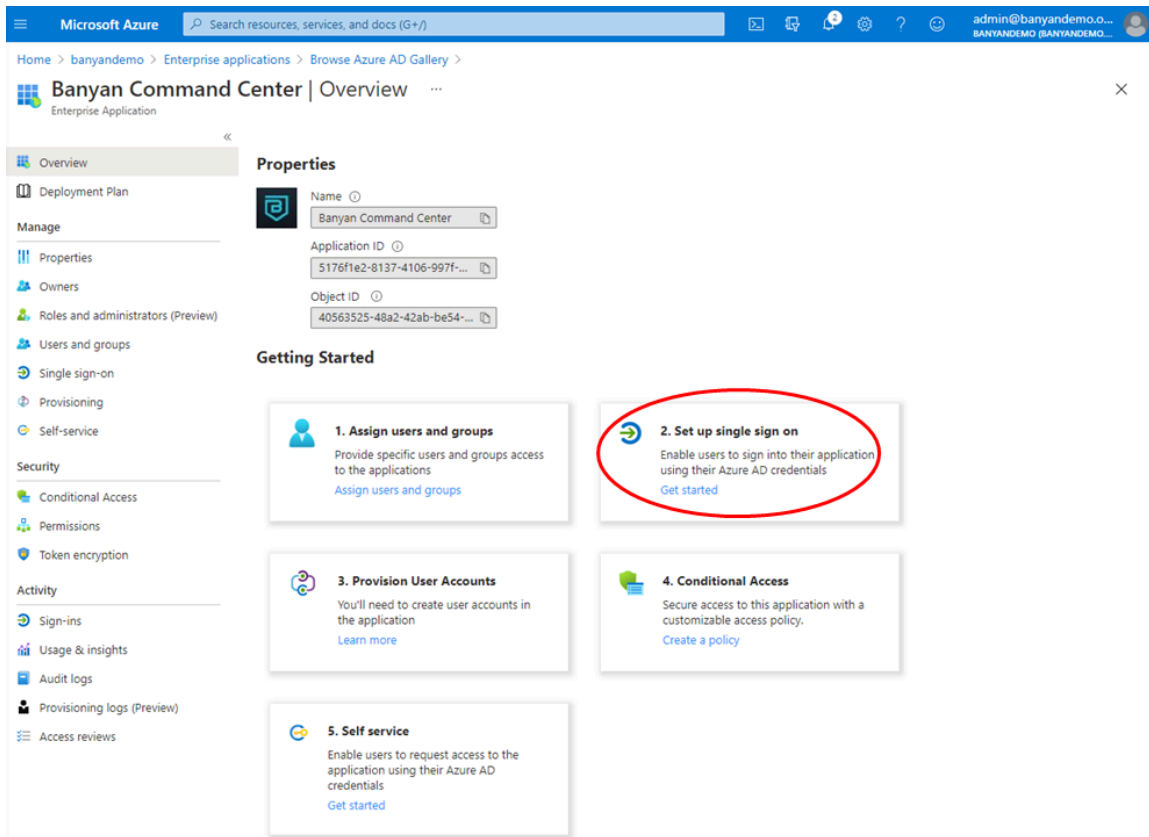 Microsoft Azure
Search resources, services, and docs (G+/)
2
admin@banyandemo.o...
BANYANDEMO (BANYANDEMO....
Home > banyandemo > Enterprise applications > Browse Azure AD Gallery >
Banyan Command Center | Overview ...
Enterprise Application
«
Overview
Deployment Plan
Manage
Properties
Owners
Roles and administrators (Preview)
Users and groups
Single sign-on
Provisioning
Self-service
Security
Conditional Access
Permissions
Token encryption
Activity
Sign-ins
Usage & insights
Audit logs
Provisioning logs (Preview)
Access reviews
Properties
Name
Banyan Command Center
Application ID
5176f1e2-8137-4106-997f-...
Object ID
40563525-48a2-42ab-be54-...
Getting Started
1. Assign users and groups
Provide specific users and groups access
to the applications
Assign users and groups
2. Set up single sign on
Enable users to sign into their application
using their Azure AD credentials
Get started
3. Provision User Accounts
You'll need to create user accounts in
the application
Learn more
4. Conditional Access
Secure access to this application with a
customizable access policy.
Create a policy
5. Self service
Enable users to request access to the
application using their Azure AD
credentials
Get started